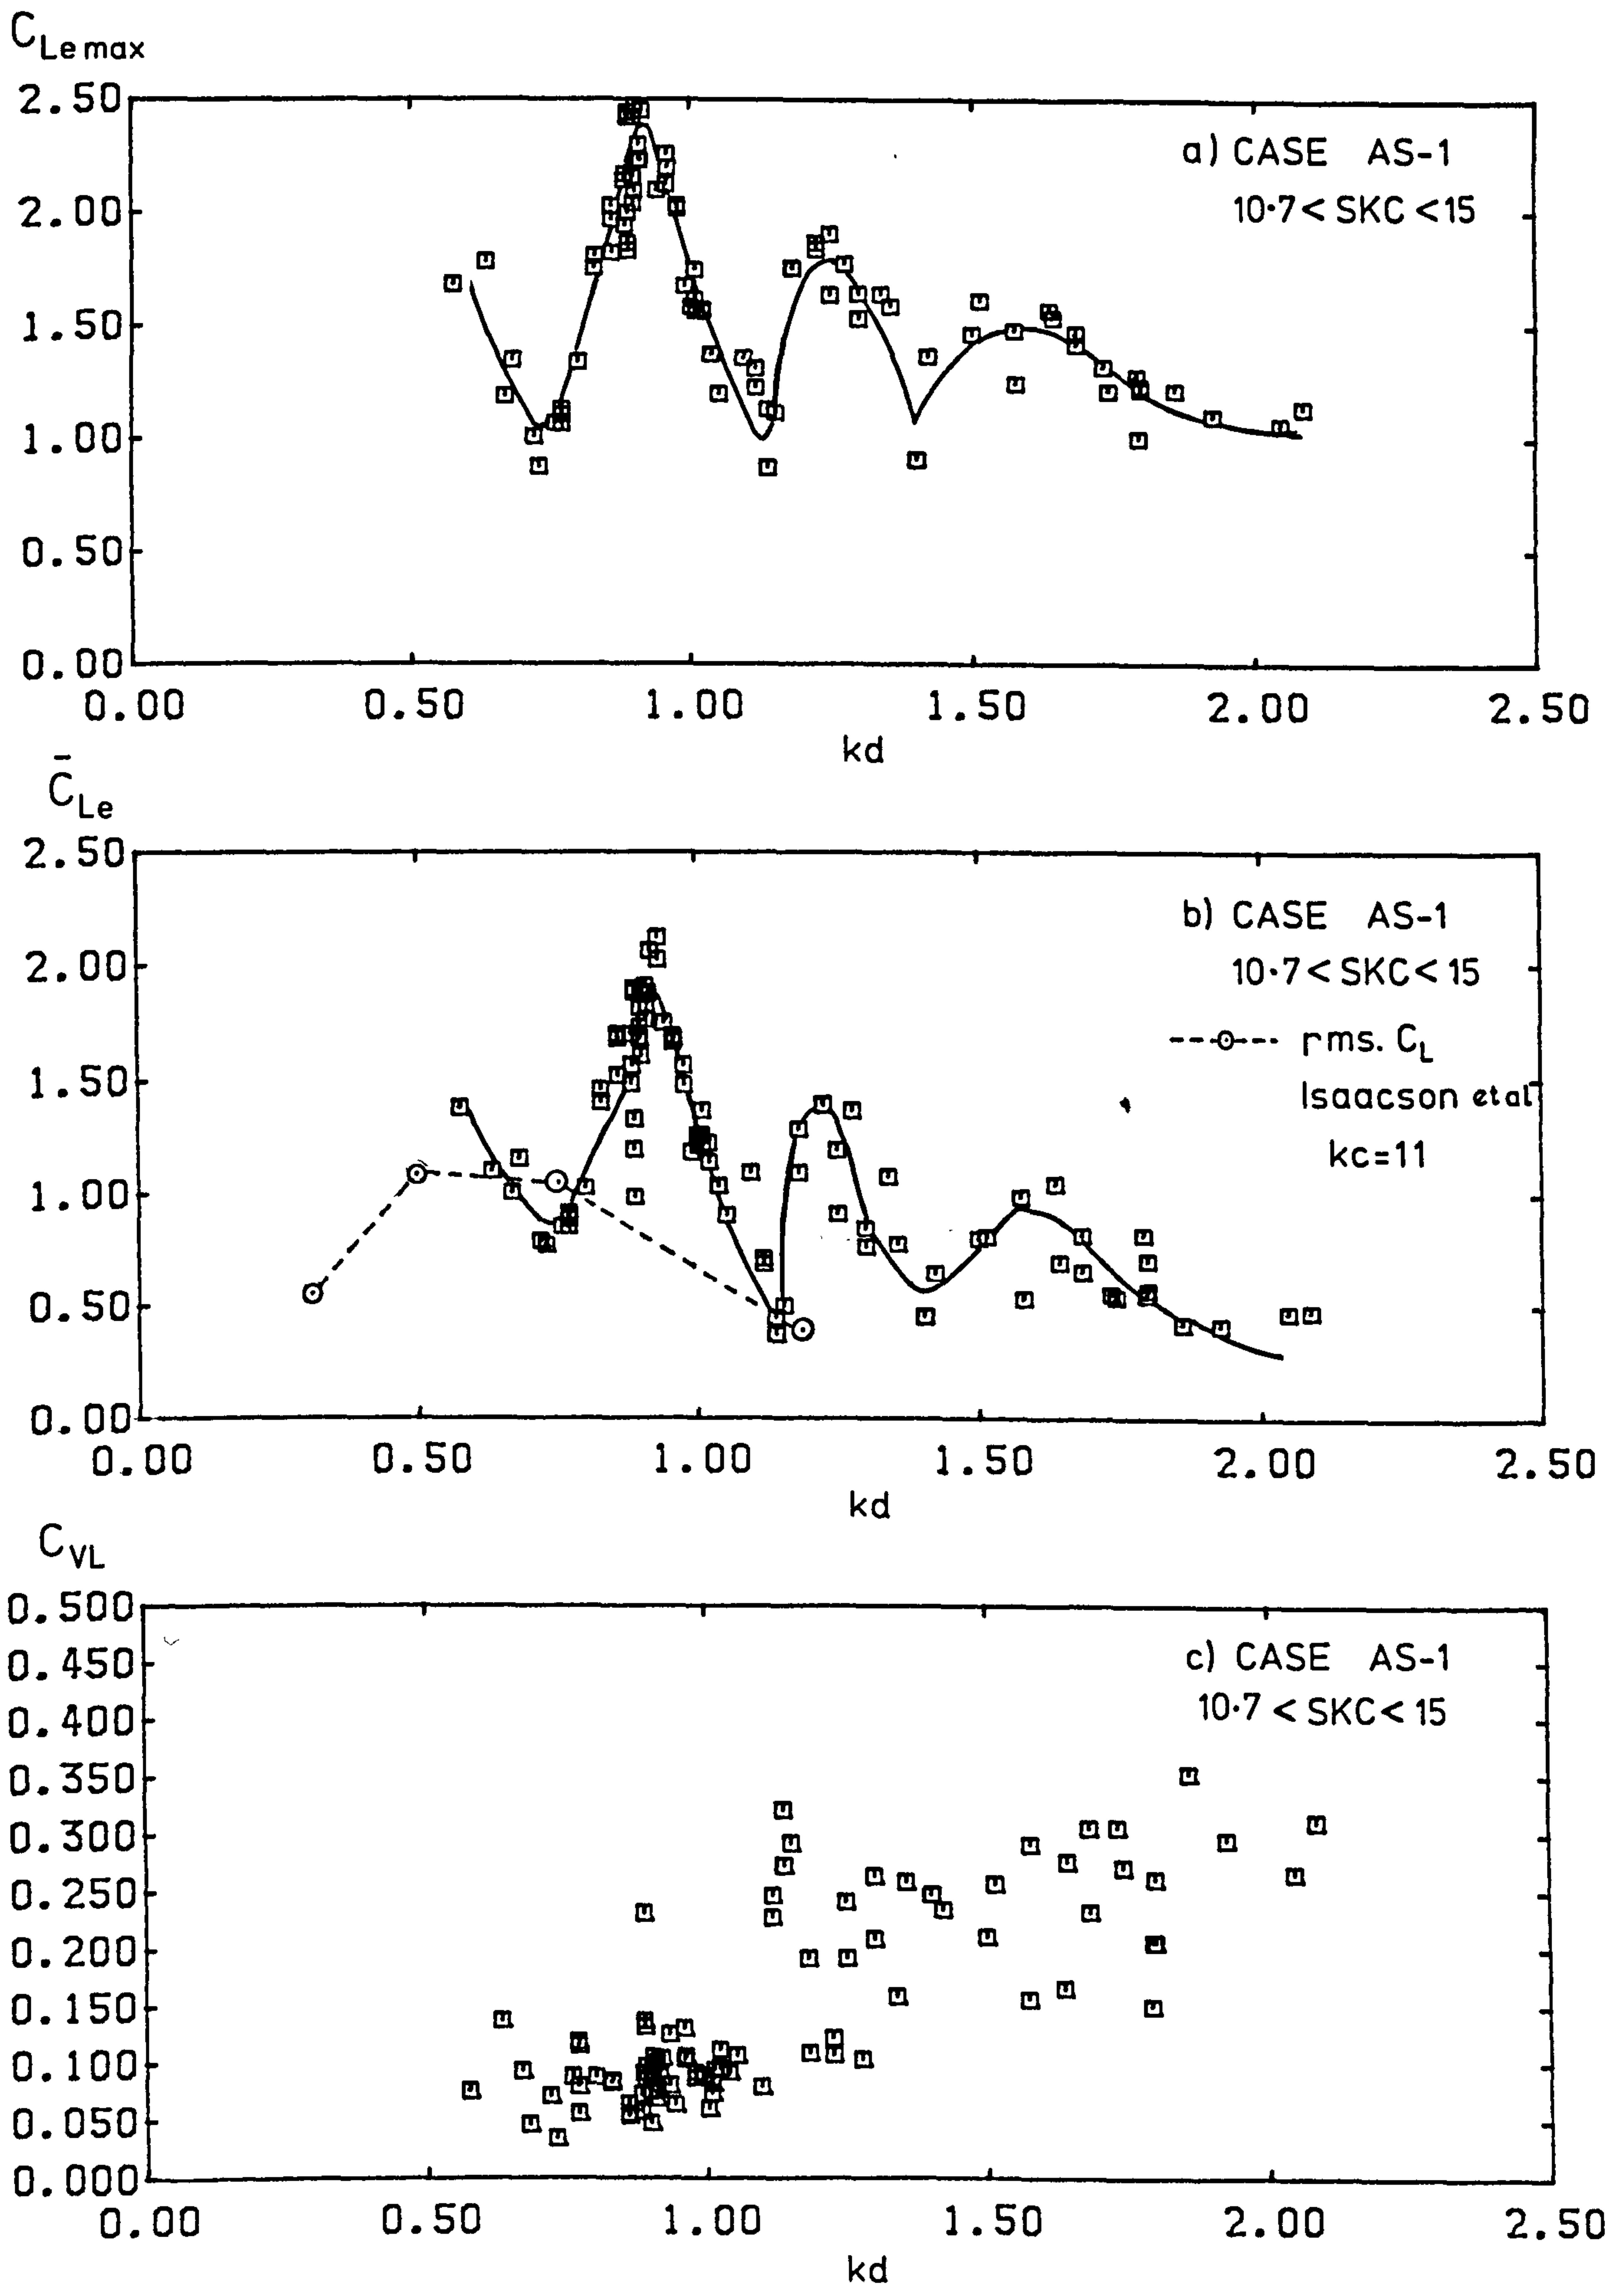 C_Le max
2.50
2.00
1.50
1.00
0.50
0.00
a) CASE AS-1
10·7 < SKC < 15
0.00 0.50 1.00 1.50 2.00 2.50
kd
C̄_Le
2.50
2.00
1.50
1.00
0.50
0.00
b) CASE AS-1
10·7 < SKC < 15
rms. C_L
Isaacson et al
kc=11
0.00 0.50 1.00 1.50 2.00 2.50
kd
C_VL
0.500
0.450
0.400
0.350
0.300
0.250
0.200
0.150
0.100
0.050
0.000
c) CASE AS-1
10·7 < SKC < 15
0.00 0.50 1.00 1.50 2.00 2.50
kd